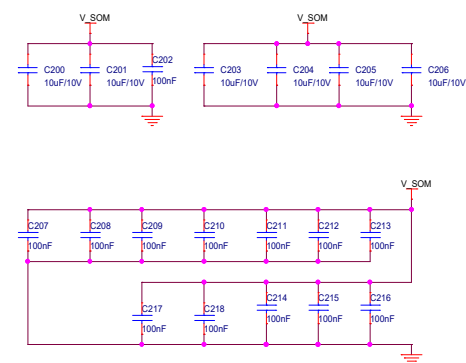 V_SOM
V_SOM
C200
10uF/10V
C201
10uF/10V
C202
100nF
C203
10uF/10V
C204
10uF/10V
C205
10uF/10V
C206
10uF/10V
V_SOM
C207
100nF
C208
100nF
C209
100nF
C210
100nF
C211
100nF
C212
100nF
C213
100nF
C217
100nF
C218
100nF
C214
100nF
C215
100nF
C216
100nF